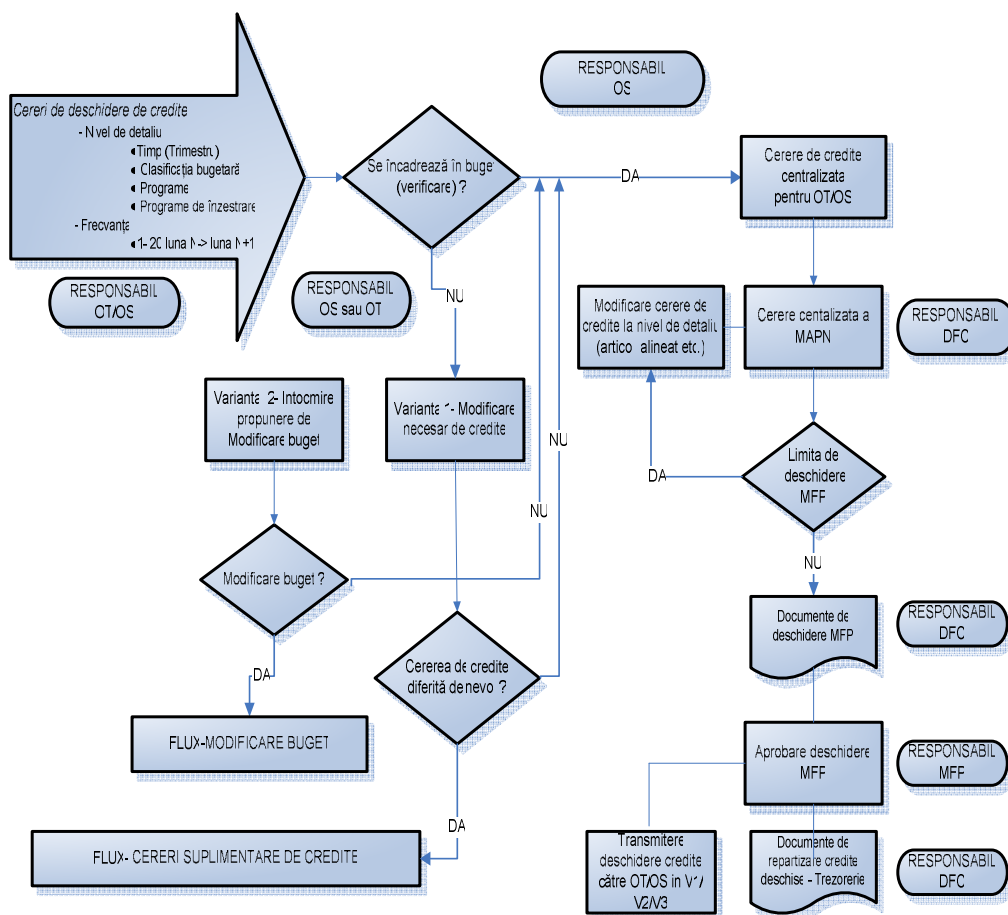 RESPONSABIL
OS
Cereri de deschidere de credite
- Nivel de detaliu
Timp (Trimestru)
Clasificația bugetară
Programe
Programe de înzestrare
- Frecvența
1- 20 luna N-> luna N+1
RESPONSABIL
OT/OS
Se încadrează în buge
(verificare) ?
DA
Cerere de credite
centralizata
pentru OT/OS
RESPONSABIL
OS sau OT
NU
Modificare cerere de
credite la nivel de detaliu
(artico alineat etc.)
Cerere centalizata a
MAPN
RESPONSABIL
DFC
Varianta 2- Intocmire
propunere de
Modificare buget
Varianta 1- Modificare
necesar de credite
NU
Limita de
deschidere
MFF
DA
NU
NU
Modificare buget ?
Documente de
deschidere MFP
RESPONSABIL
DFC
Cererea de credite
diferită de nevo ?
DA
FLUX-MODIFICARE BUGET
Aprobare deschidere
MFF
RESPONSABIL
MFF
DA
FLUX- CERERI SUPLIMENTARE DE CREDITE
Transmitere
deschidere credite
către OT/OS in V1/
V2/V3
Documente de
repartizare credite
deschise - Trezorerie
RESPONSABIL
DFC